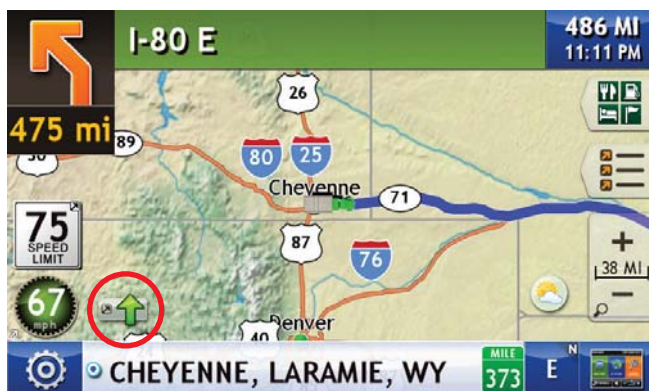 I-80 E
486 MI
11:11 PM
475 mi
26
89
80
25
Cheyenne
71
75
SPEED
LIMIT
87
76
+
38 MI
−
67
mph
Denver
40
CHEYENNE, LARAMIE, WY
MILE
373
E
N